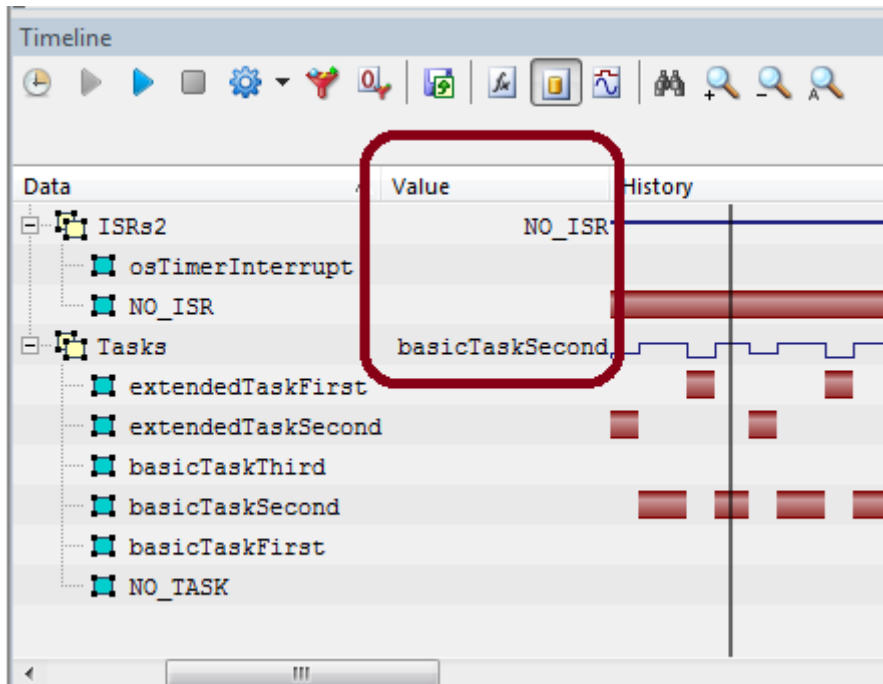 Timeline
Data Value History
ISRs2 NO_ISR
osTimerInterrupt
NO_ISR
Tasks basicTaskSecond
extendedTaskFirst
extendedTaskSecond
basicTaskThird
basicTaskSecond
basicTaskFirst
NO_TASK